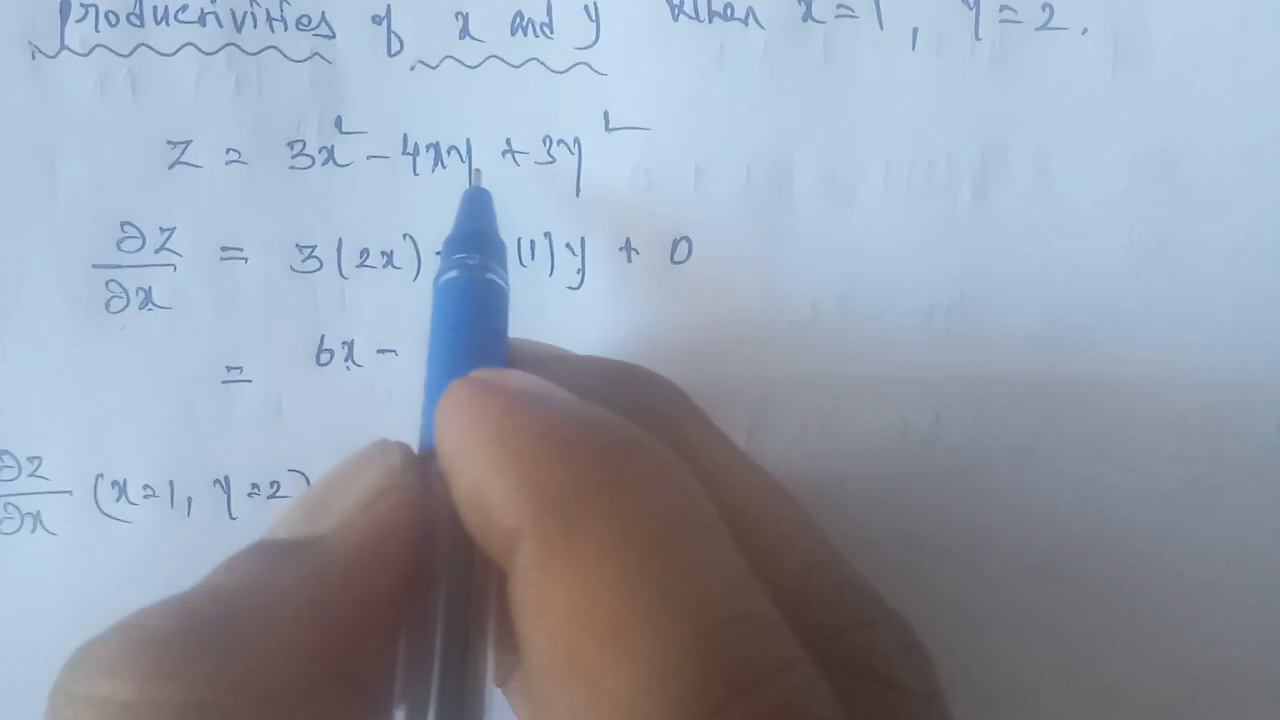 productivities of x and y when x=1, y=2.
z = 3x² - 4xy + 3y²
∂z/∂x = 3(2x) (1)y + 0
= 6x -
∂z/∂x (x=1, y=2)